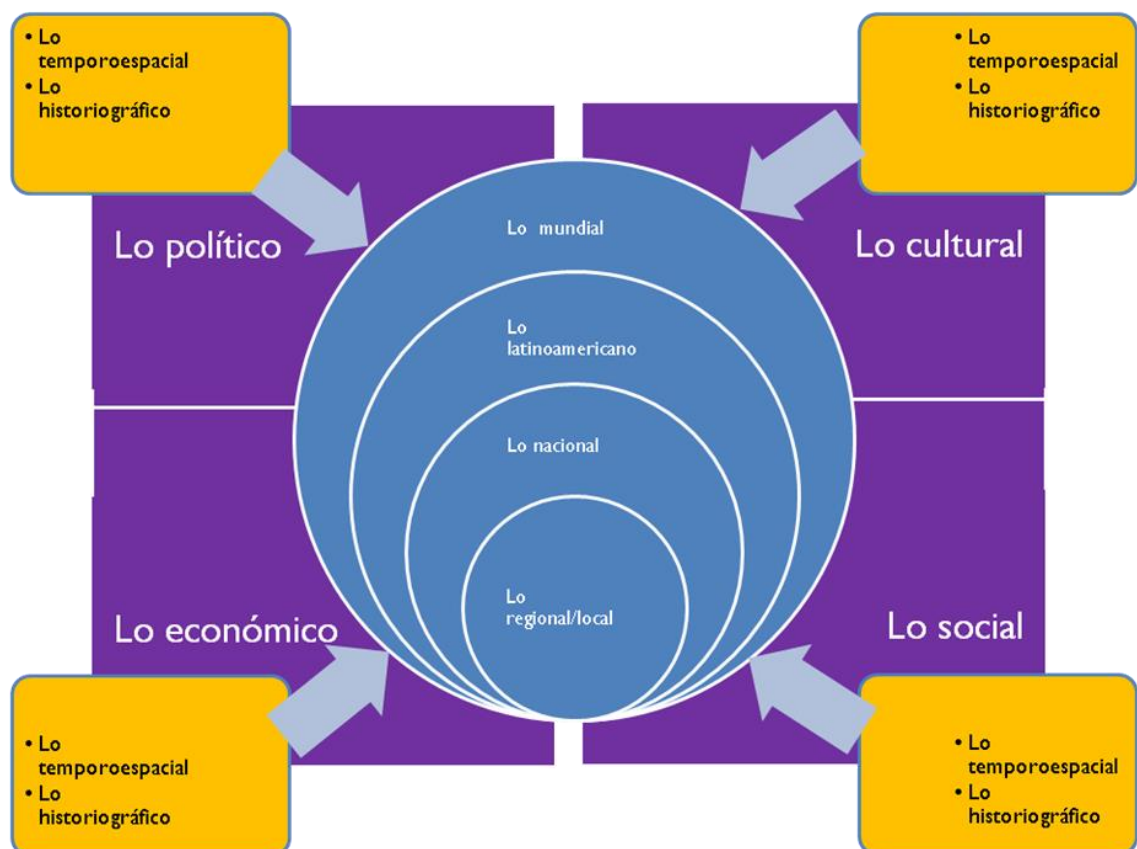 • Lo
temporoespacial
• Lo
historiográfico
• Lo
temporoespacial
• Lo
historiográfico
Lo político
Lo mundial
Lo cultural
Lo
latinoamericano
Lo nacional
Lo
regional/local
Lo económico
Lo social
• Lo
temporoespacial
• Lo
historiográfico
• Lo
temporoespacial
• Lo
historiográfico